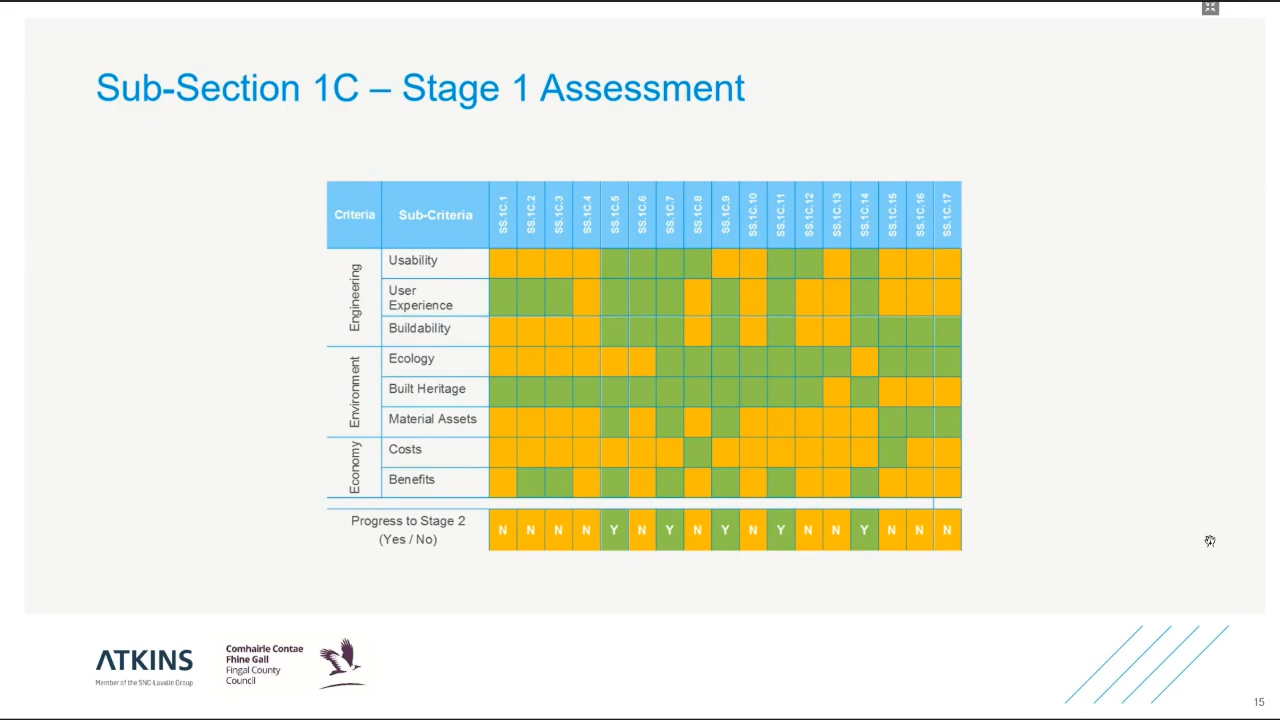 Sub-Section 1C – Stage 1 Assessment
Criteria
Sub-Criteria
SS.1C.1
SS.1C.2
SS.1C.3
SS.1C.4
SS.1C.5
SS.1C.6
SS.1C.7
SS.1C.8
SS.1C.9
SS.1C.10
SS.1C.11
SS.1C.12
SS.1C.13
SS.1C.14
SS.1C.15
SS.1C.16
SS.1C.17
Engineering
Usability
User
Experience
Buildability
Environment
Ecology
Built Heritage
Material Assets
Economy
Costs
Benefits
Progress to Stage 2
(Yes / No)
N N N N Y N Y N Y N Y N N Y N N N
ATKINS
Member of the SNC-Lavalin Group
Comhairle Contae
Fhine Gall
Fingal County
Council
15